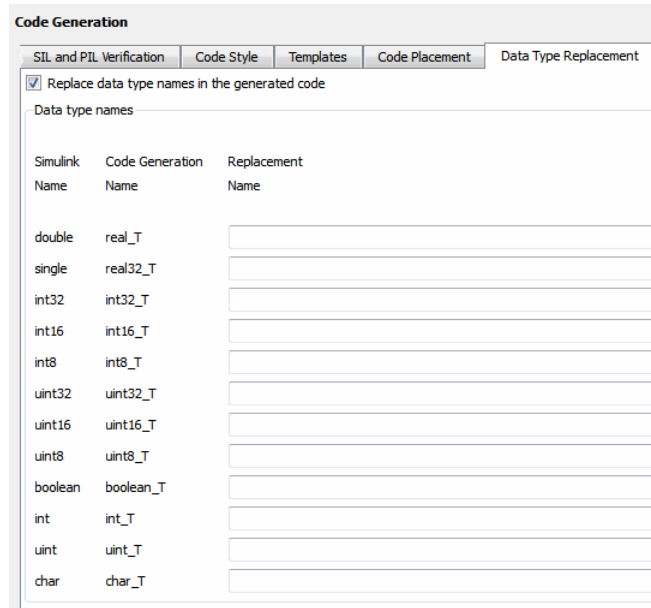 Code Generation
SIL and PIL Verification Code Style Templates Code Placement Data Type Replacement
Replace data type names in the generated code
Data type names
Simulink Code Generation Replacement
Name Name Name
double real_T
single real32_T
int32 int32_T
int16 int16_T
int8 int8_T
uint32 uint32_T
uint16 uint16_T
uint8 uint8_T
boolean boolean_T
int int_T
uint uint_T
char char_T